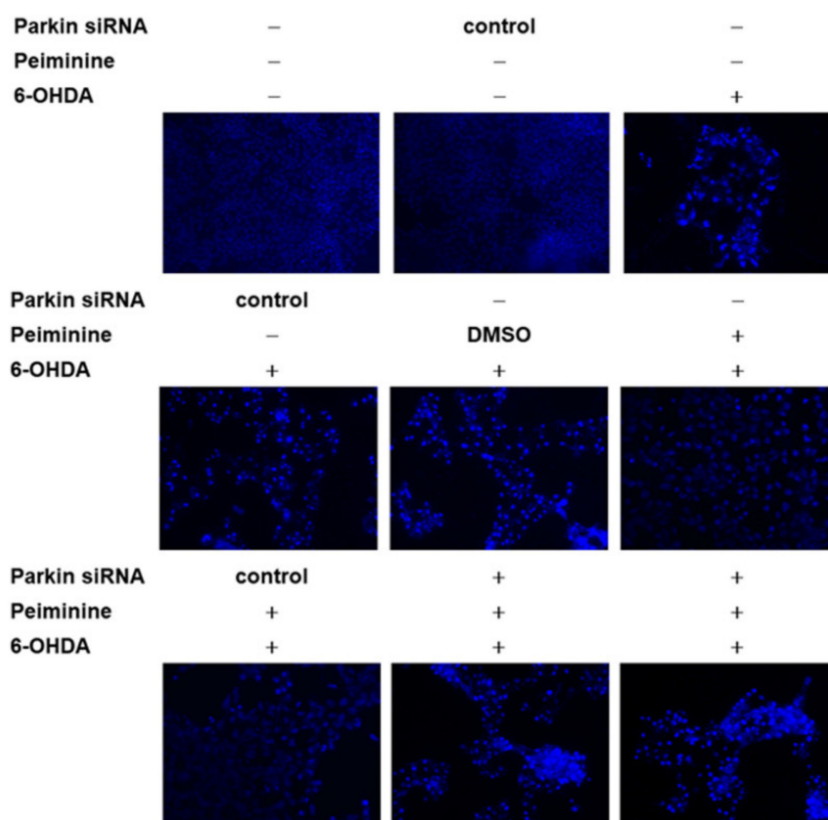 Parkin siRNA – control –
Peiminine – – –
6-OHDA – – +
Parkin siRNA control – –
Peiminine – DMSO +
6-OHDA + + +
Parkin siRNA control + +
Peiminine + + +
6-OHDA + + +